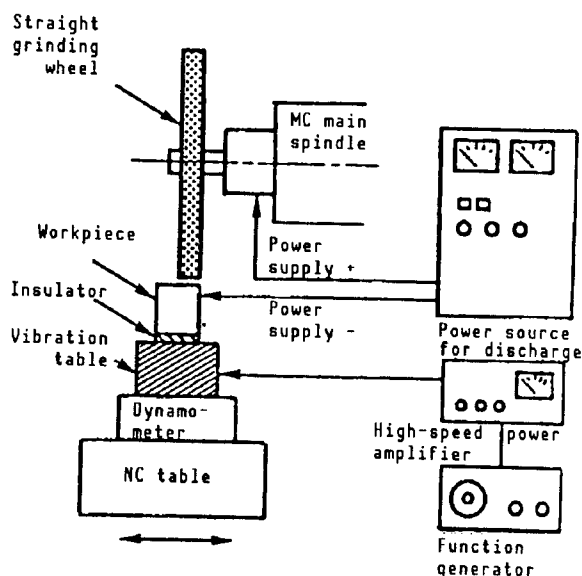 Straight
grinding
wheel
MC main
spindle
Workpiece
Power
supply +
Insulator
Power
supply -
Vibration
table
Power source
for discharge
Dynamo-
meter
High-speed power
amplifier
NC table
Function
generator